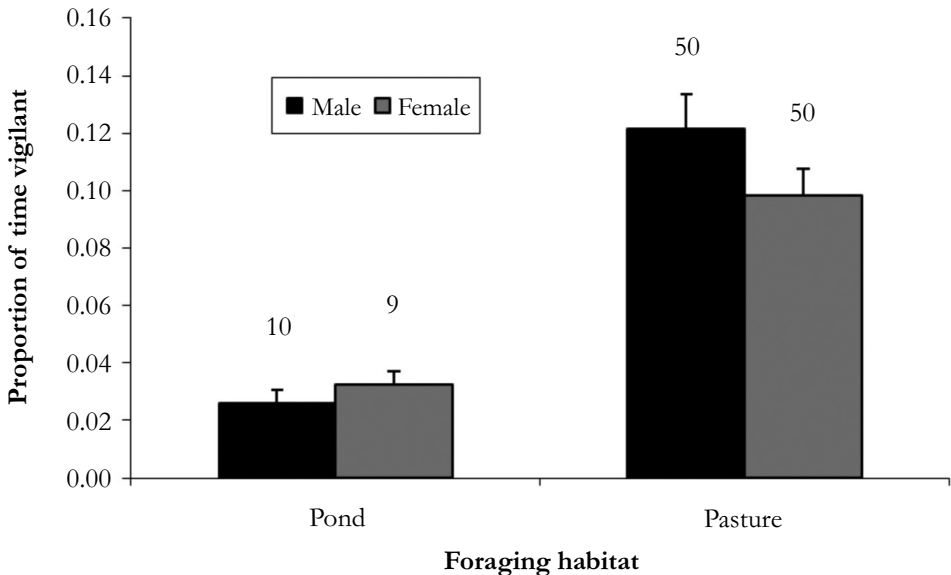 Proportion of time vigilant
0.16
0.14
0.12
0.10
0.08
0.06
0.04
0.02
0.00
Male Female
10
9
50
50
Pond
Pasture
Foraging habitat